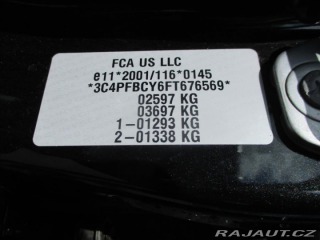 FCA US LLC
e11*2001/116*0145
*3C4PFBCY6FT676569*
02597 KG
03697 KG
1-01293 KG
2-01338 KG
RAJAUT.CZ